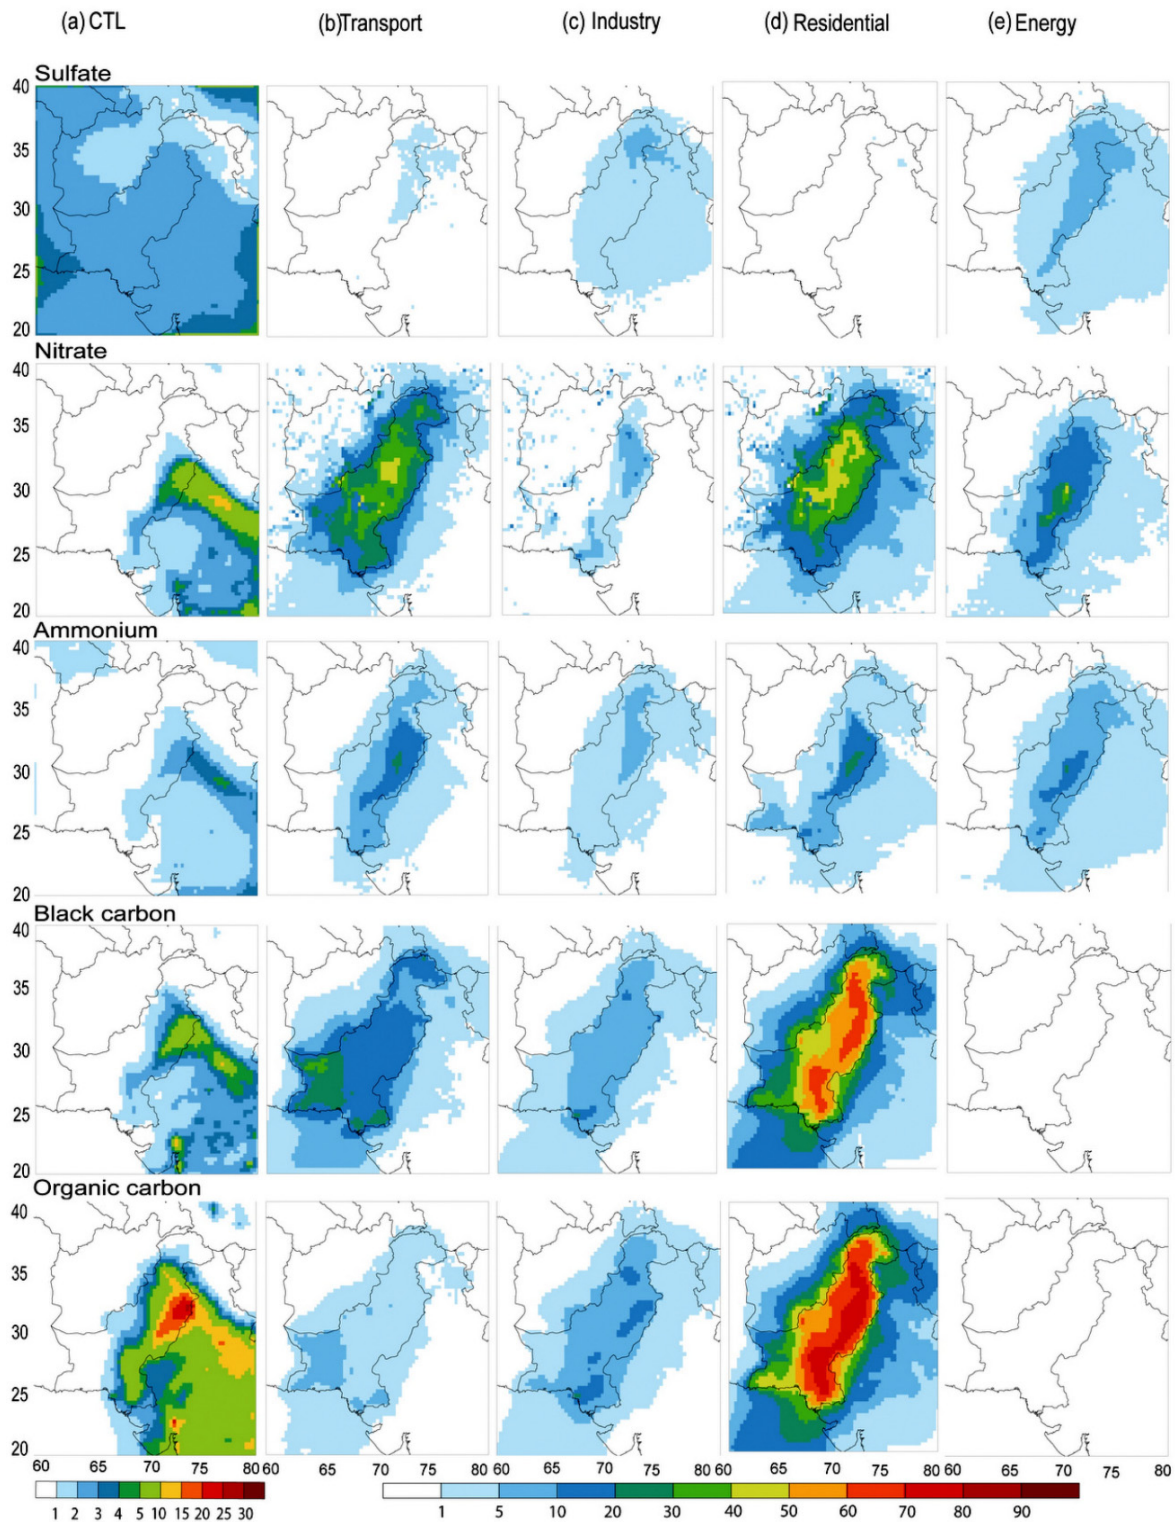 (a) CTL (b)Transport (c) Industry (d) Residential (e) Energy
Sulfate
40
35
30
25
20
Nitrate
40
35
30
25
20
Ammonium
40
35
30
25
20
Black carbon
40
35
30
25
20
Organic carbon
40
35
30
25
20
60 65 70 75 80 60 65 70 75 80 60 65 70 75 80 60 65 70 75 80 60 65 70 75 80
1 2 3 4 5 10 15 20 25 30
1 5 10 20 30 40 50 60 70 80 90